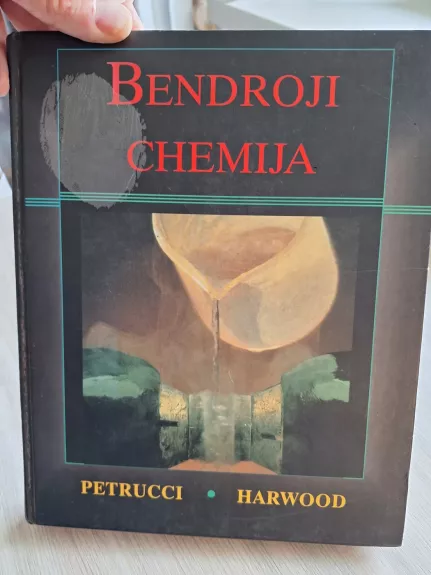 BENDROJI
CHEMIJA
PETRUCCI • HARWOOD